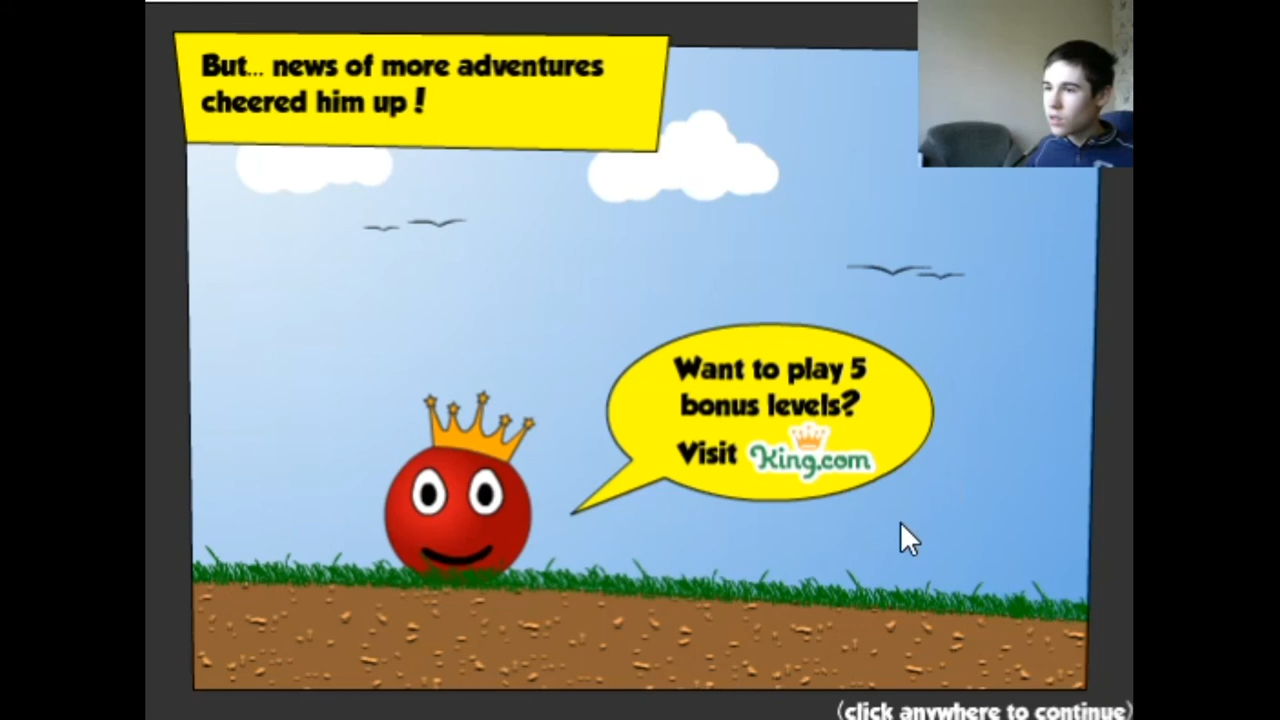 But... news of more adventures
cheered him up!
Want to play 5
bonus levels?
Visit King.com
(click anywhere to continue)